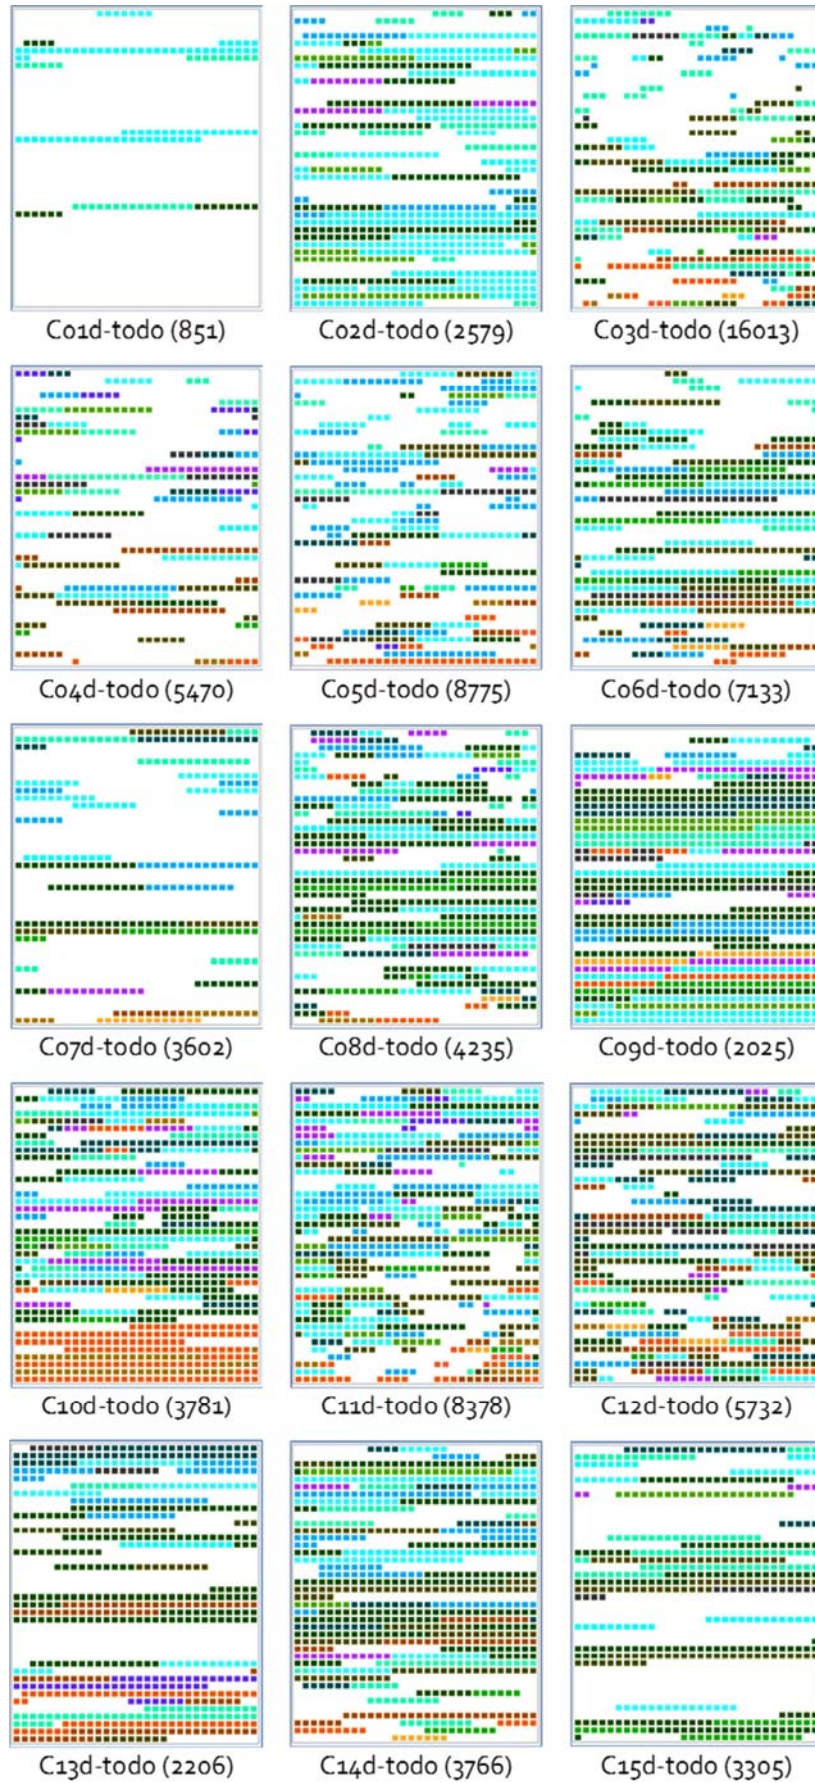 C01d-todo (851) C02d-todo (2579) C03d-todo (16013)
C04d-todo (5470) C05d-todo (8775) C06d-todo (7133)
C07d-todo (3602) C08d-todo (4235) C09d-todo (2025)
C10d-todo (3781) C11d-todo (8378) C12d-todo (5732)
C13d-todo (2206) C14d-todo (3766) C15d-todo (3305)